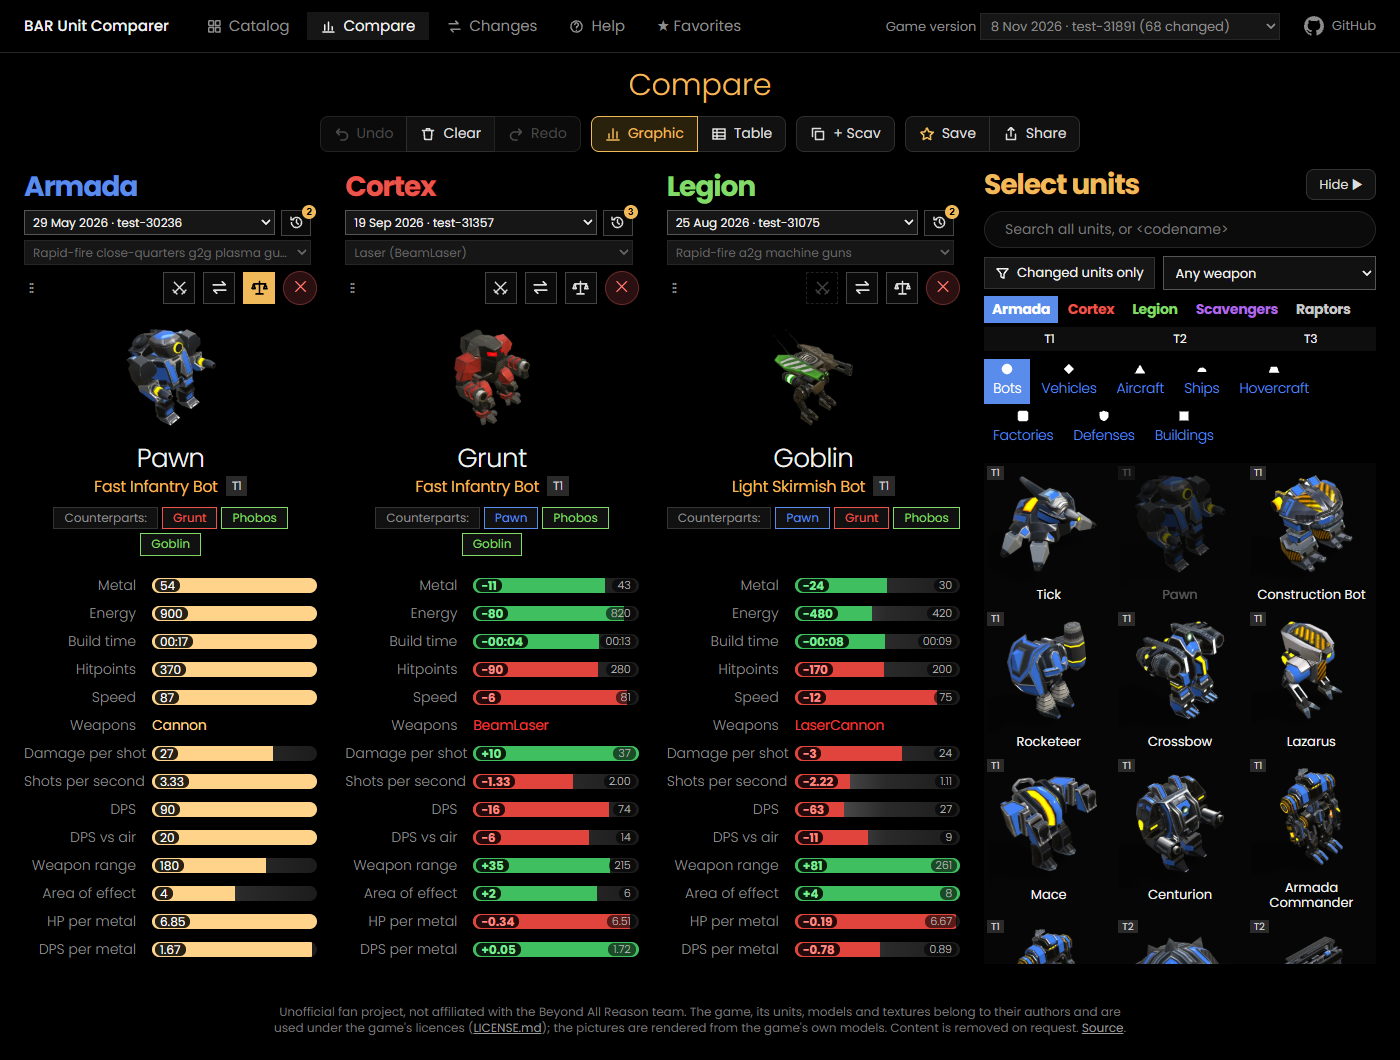 BAR Unit Comparer
Catalog
Compare
Changes
Help
Favorites
Game version
8 Nov 2026 · test-31891 (68 changed)
GitHub
Compare
Undo
Clear
Redo
Graphic
Table
+ Scav
Save
Share
Armada
29 May 2026 · test-30236
2
Rapid-fire close-quarters g2g plasma gu...
Pawn
Fast Infantry Bot T1
Counterparts: Grunt Phobos
Goblin
Metal 54
Energy 900
Build time 00:17
Hitpoints 370
Speed 87
Weapons Cannon
Damage per shot 27
Shots per second 3.33
DPS 90
DPS vs air 20
Weapon range 180
Area of effect 4
HP per metal 6.85
DPS per metal 1.67
Cortex
19 Sep 2026 · test-31357
3
Laser (BeamLaser)
Grunt
Fast Infantry Bot T1
Counterparts: Pawn Phobos
Goblin
Metal -11 43
Energy -80 820
Build time -00:04 00:13
Hitpoints -90 280
Speed -6 81
Weapons BeamLaser
Damage per shot +10 37
Shots per second -1.33 2.00
DPS -16 74
DPS vs air -6 14
Weapon range +35 215
Area of effect +2 6
HP per metal -0.34 6.51
DPS per metal +0.05 1.72
Legion
25 Aug 2026 · test-31075
2
Rapid-fire a2g machine guns
Goblin
Light Skirmish Bot T1
Counterparts: Pawn Grunt Phobos
Metal -24 30
Energy -480 420
Build time -00:08 00:09
Hitpoints -170 200
Speed -12 75
Weapons LaserCannon
Damage per shot -3 24
Shots per second -2.22 1.11
DPS -63 27
DPS vs air -11 9
Weapon range +81 261
Area of effect +4 8
HP per metal -0.19 6.67
DPS per metal -0.78 0.89
Select units
Hide
Search all units, or <codename>
Changed units only
Any weapon
Armada Cortex Legion Scavengers Raptors
T1 T2 T3
Bots Vehicles Aircraft Ships Hovercraft
Factories Defenses Buildings
T1 T1 T1
Tick Pawn Construction Bot
T1 T1 T1
Rocketeer Crossbow Lazarus
T1 T1 T1
Mace Centurion Armada
Commander
T1 T2 T2
Unofficial fan project, not affiliated with the Beyond All Reason team. The game, its units, models and textures belong to their authors and are
used under the game's licences (LICENSE.md); the pictures are rendered from the game's own models. Content is removed on request. Source.